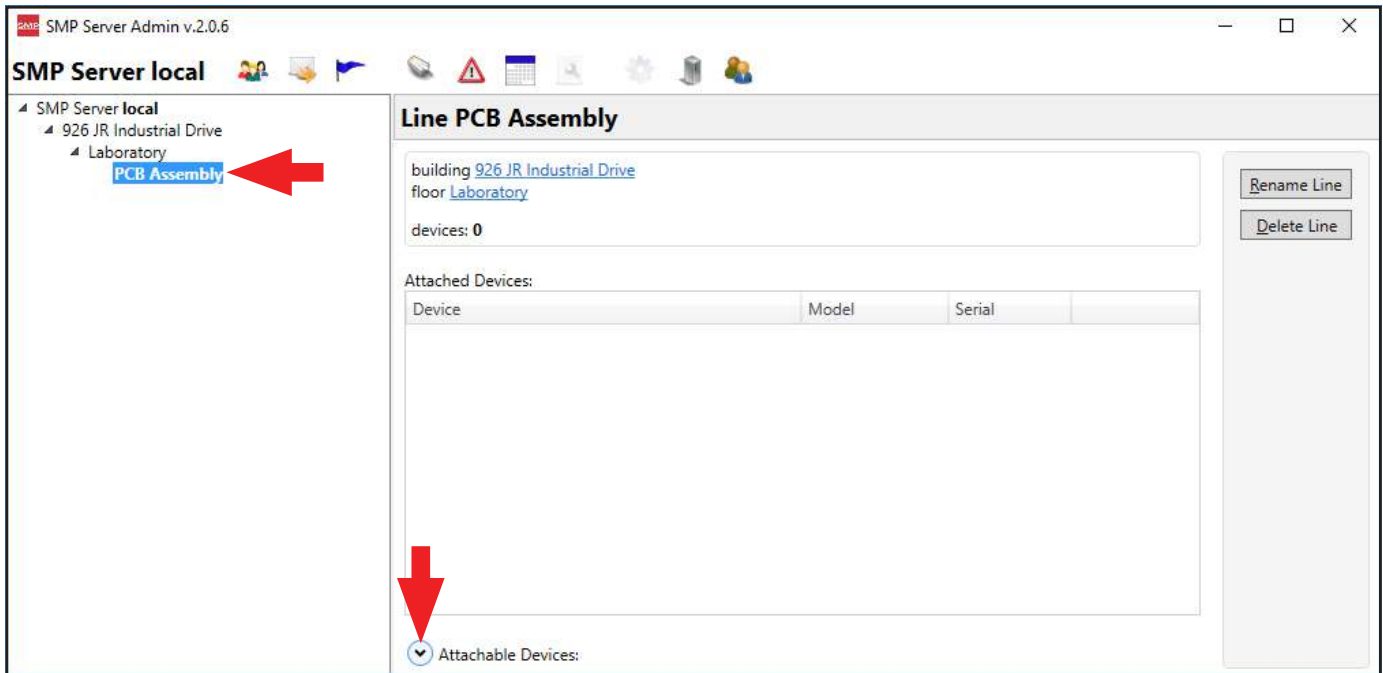 SMP SMP Server Admin v.2.0.6
SMP Server local
SMP Server local
926 JR Industrial Drive
Laboratory
PCB Assembly
Line PCB Assembly
building 926 JR Industrial Drive
floor Laboratory
devices: 0
Rename Line
Delete Line
Attached Devices:
Device Model Serial
Attachable Devices: